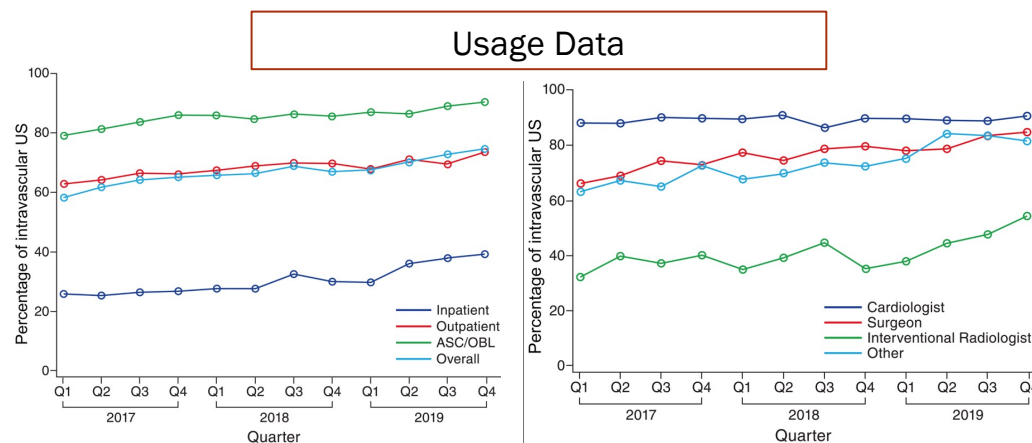 Usage Data
Percentage of intravascular US
100
80
60
40
20
0
Inpatient
Outpatient
ASC/OBL
Overall
Q1 Q2 Q3 Q4 Q1 Q2 Q3 Q4 Q1 Q2 Q3 Q4
2017 2018 2019
Quarter
Percentage of intravascular US
100
80
60
40
20
0
Cardiologist
Surgeon
Interventional Radiologist
Other
Q1 Q2 Q3 Q4 Q1 Q2 Q3 Q4 Q1 Q2 Q3 Q
2017 2018 2019
Quarter